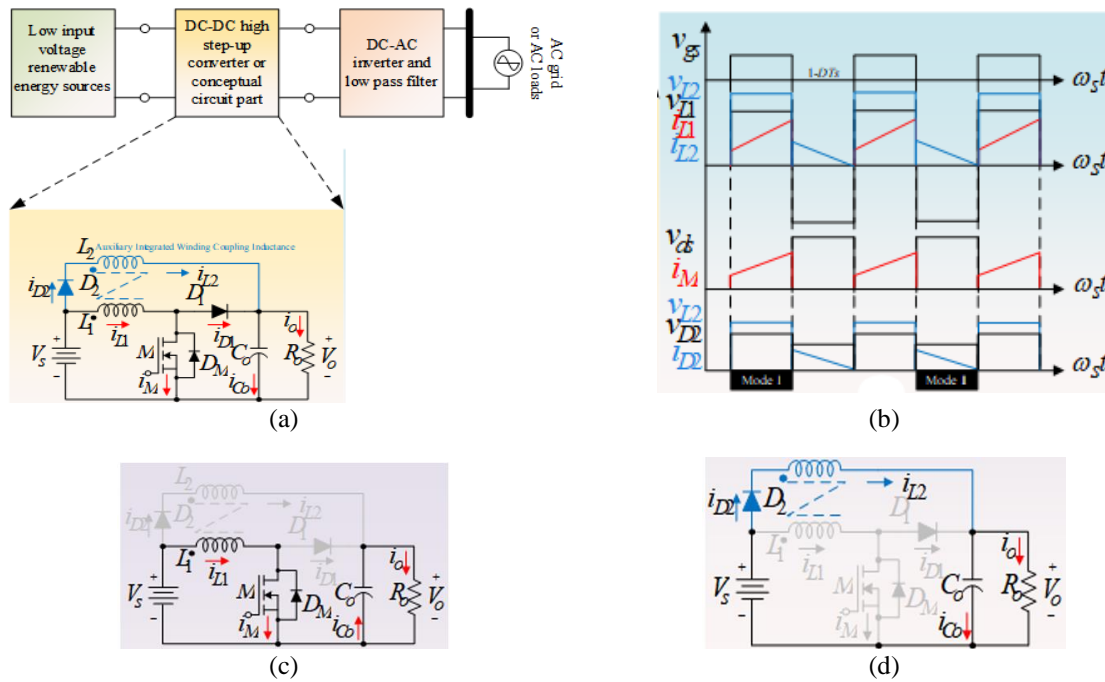 Low input
voltage
renewable
energy sources
DC-DC high
step-up
converter or
conceptual
circuit part
DC-AC
inverter and
low pass filter
AC grid
or AC loads
L2
Auxiliary Integrated Winding Coupling Inductance
iD2
D2
iL2
D1
L1
iL1
iD1
io
Vs
+
-
M
DM
Co
Ro
+
Vo
-
iM
iCo
(a)
vgs
1-DTs
ωst
vL2
vL1
iL1
iL2
ωst
vds
iM
ωst
vL2
vD2
iD2
ωst
Mode I
Mode II
(b)
L2
iD2
D2
iL2
D1
L1
iL1
iD1
io
Vs
+
-
M
DM
Co
Ro
+
Vo
-
iM
iCo
(c)
iD2
D2
iL2
D1
L1
iL1
iD1
io
Vs
+
-
M
DM
Co
Ro
+
Vo
-
iM
iCo
(d)